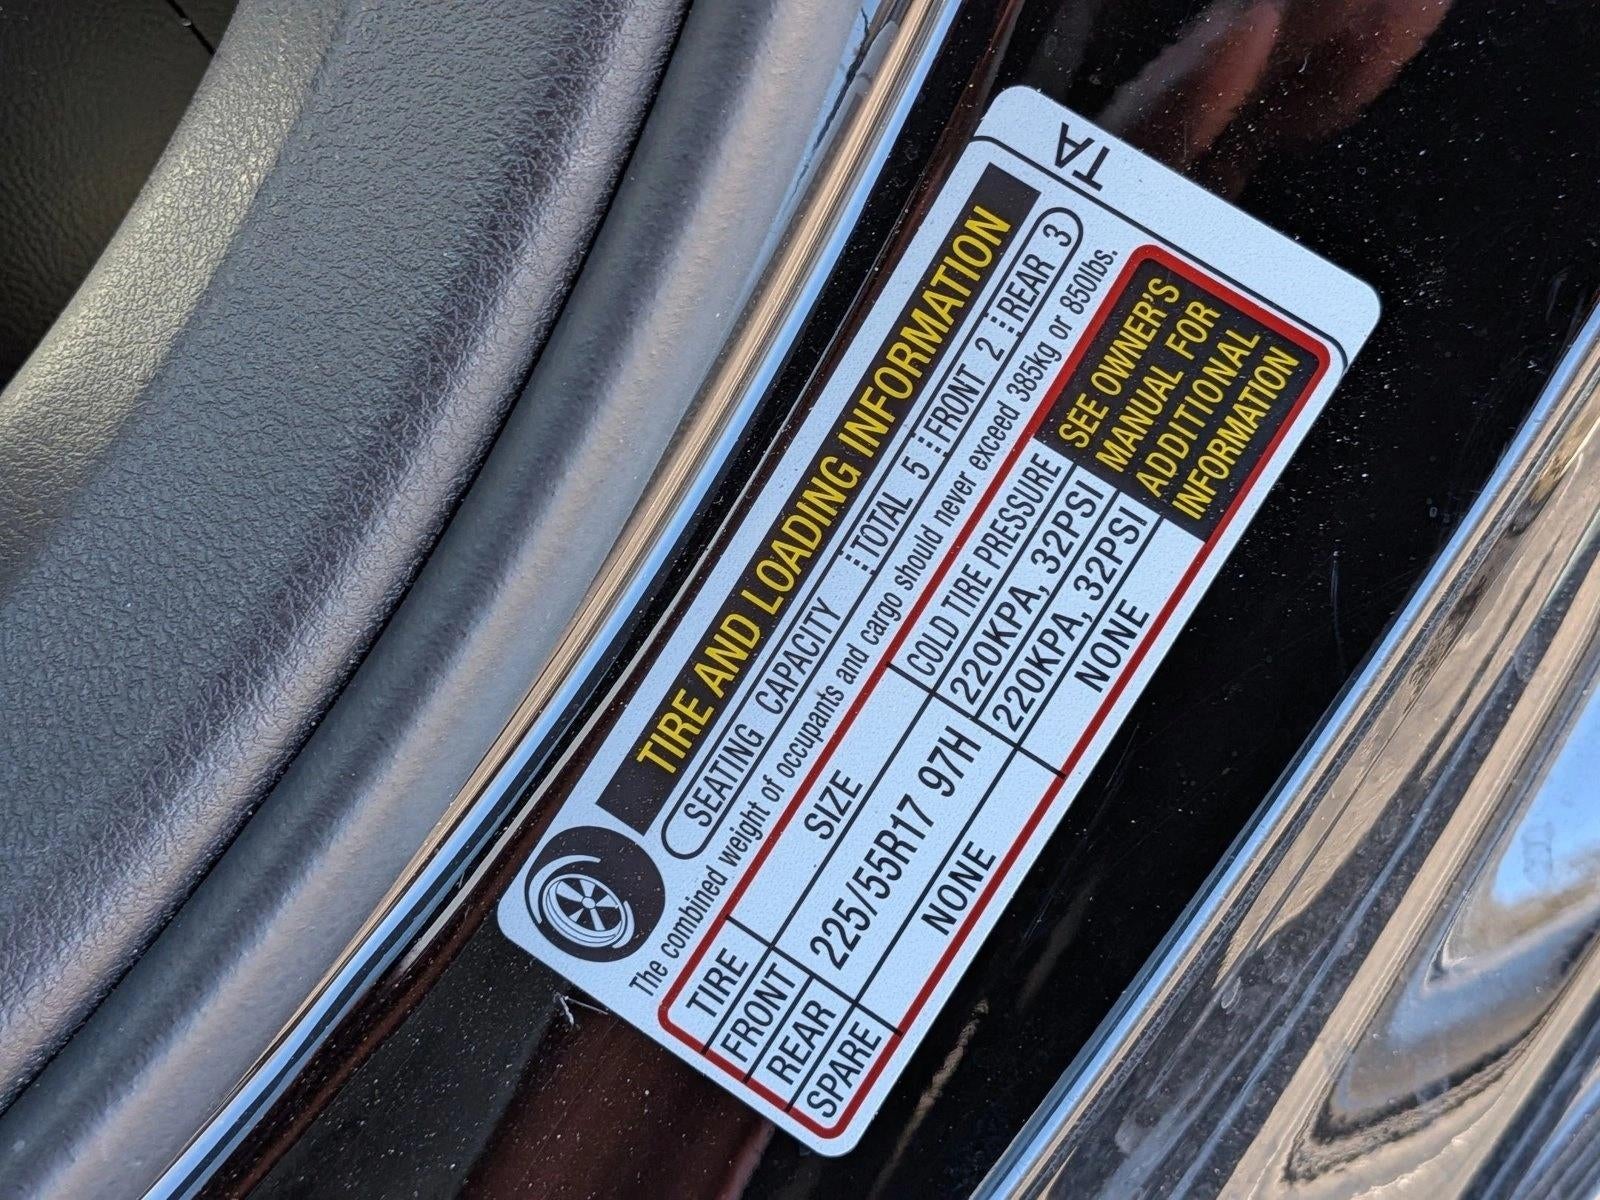 TA
TIRE AND LOADING INFORMATION
SEATING CAPACITY TOTAL 5 FRONT 2 REAR 3
The combined weight of occupants and cargo should never exceed 385kg or 850lbs.
TIRE SIZE COLD TIRE PRESSURE
FRONT 225/55R17 97H 220KPA, 32PSI
REAR 220KPA, 32PSI
SPARE NONE NONE
SEE OWNER'S
MANUAL FOR
ADDITIONAL
INFORMATION